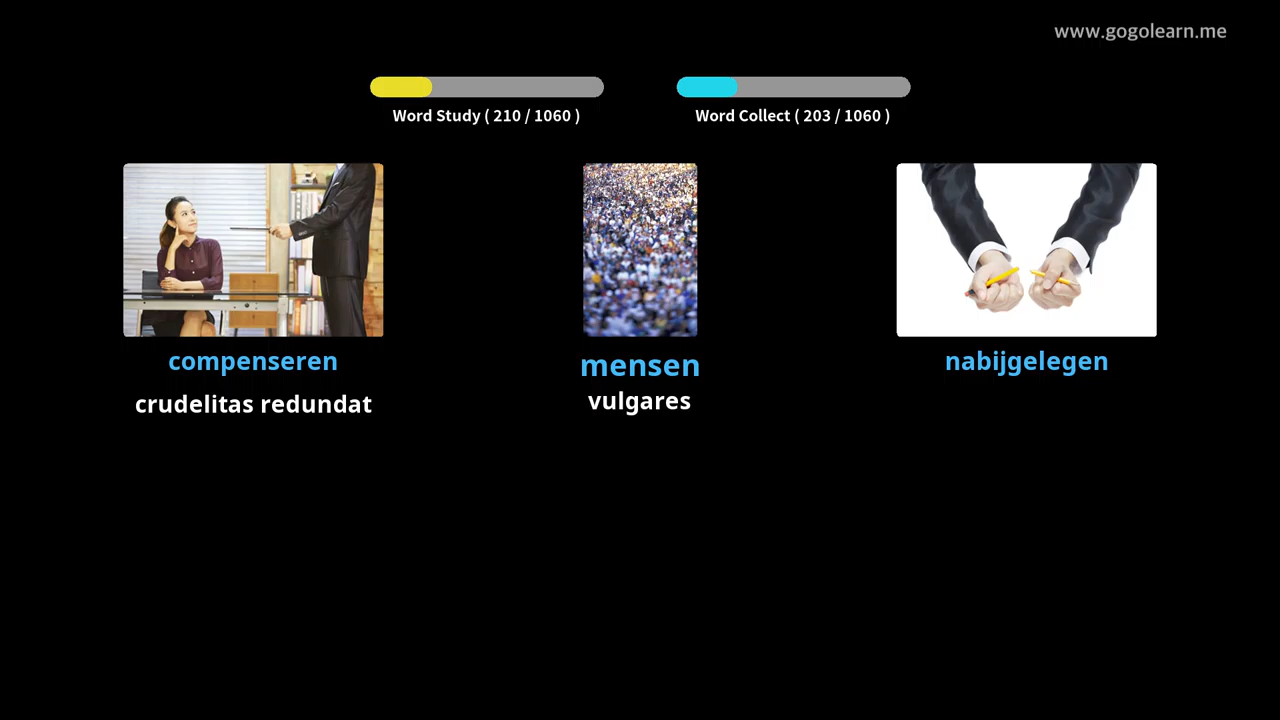 www.gogolearn.me
Word Study ( 210 / 1060 )
Word Collect ( 203 / 1060 )
compenseren
crudelitas redundat
mensen
vulgares
nabijgelegen